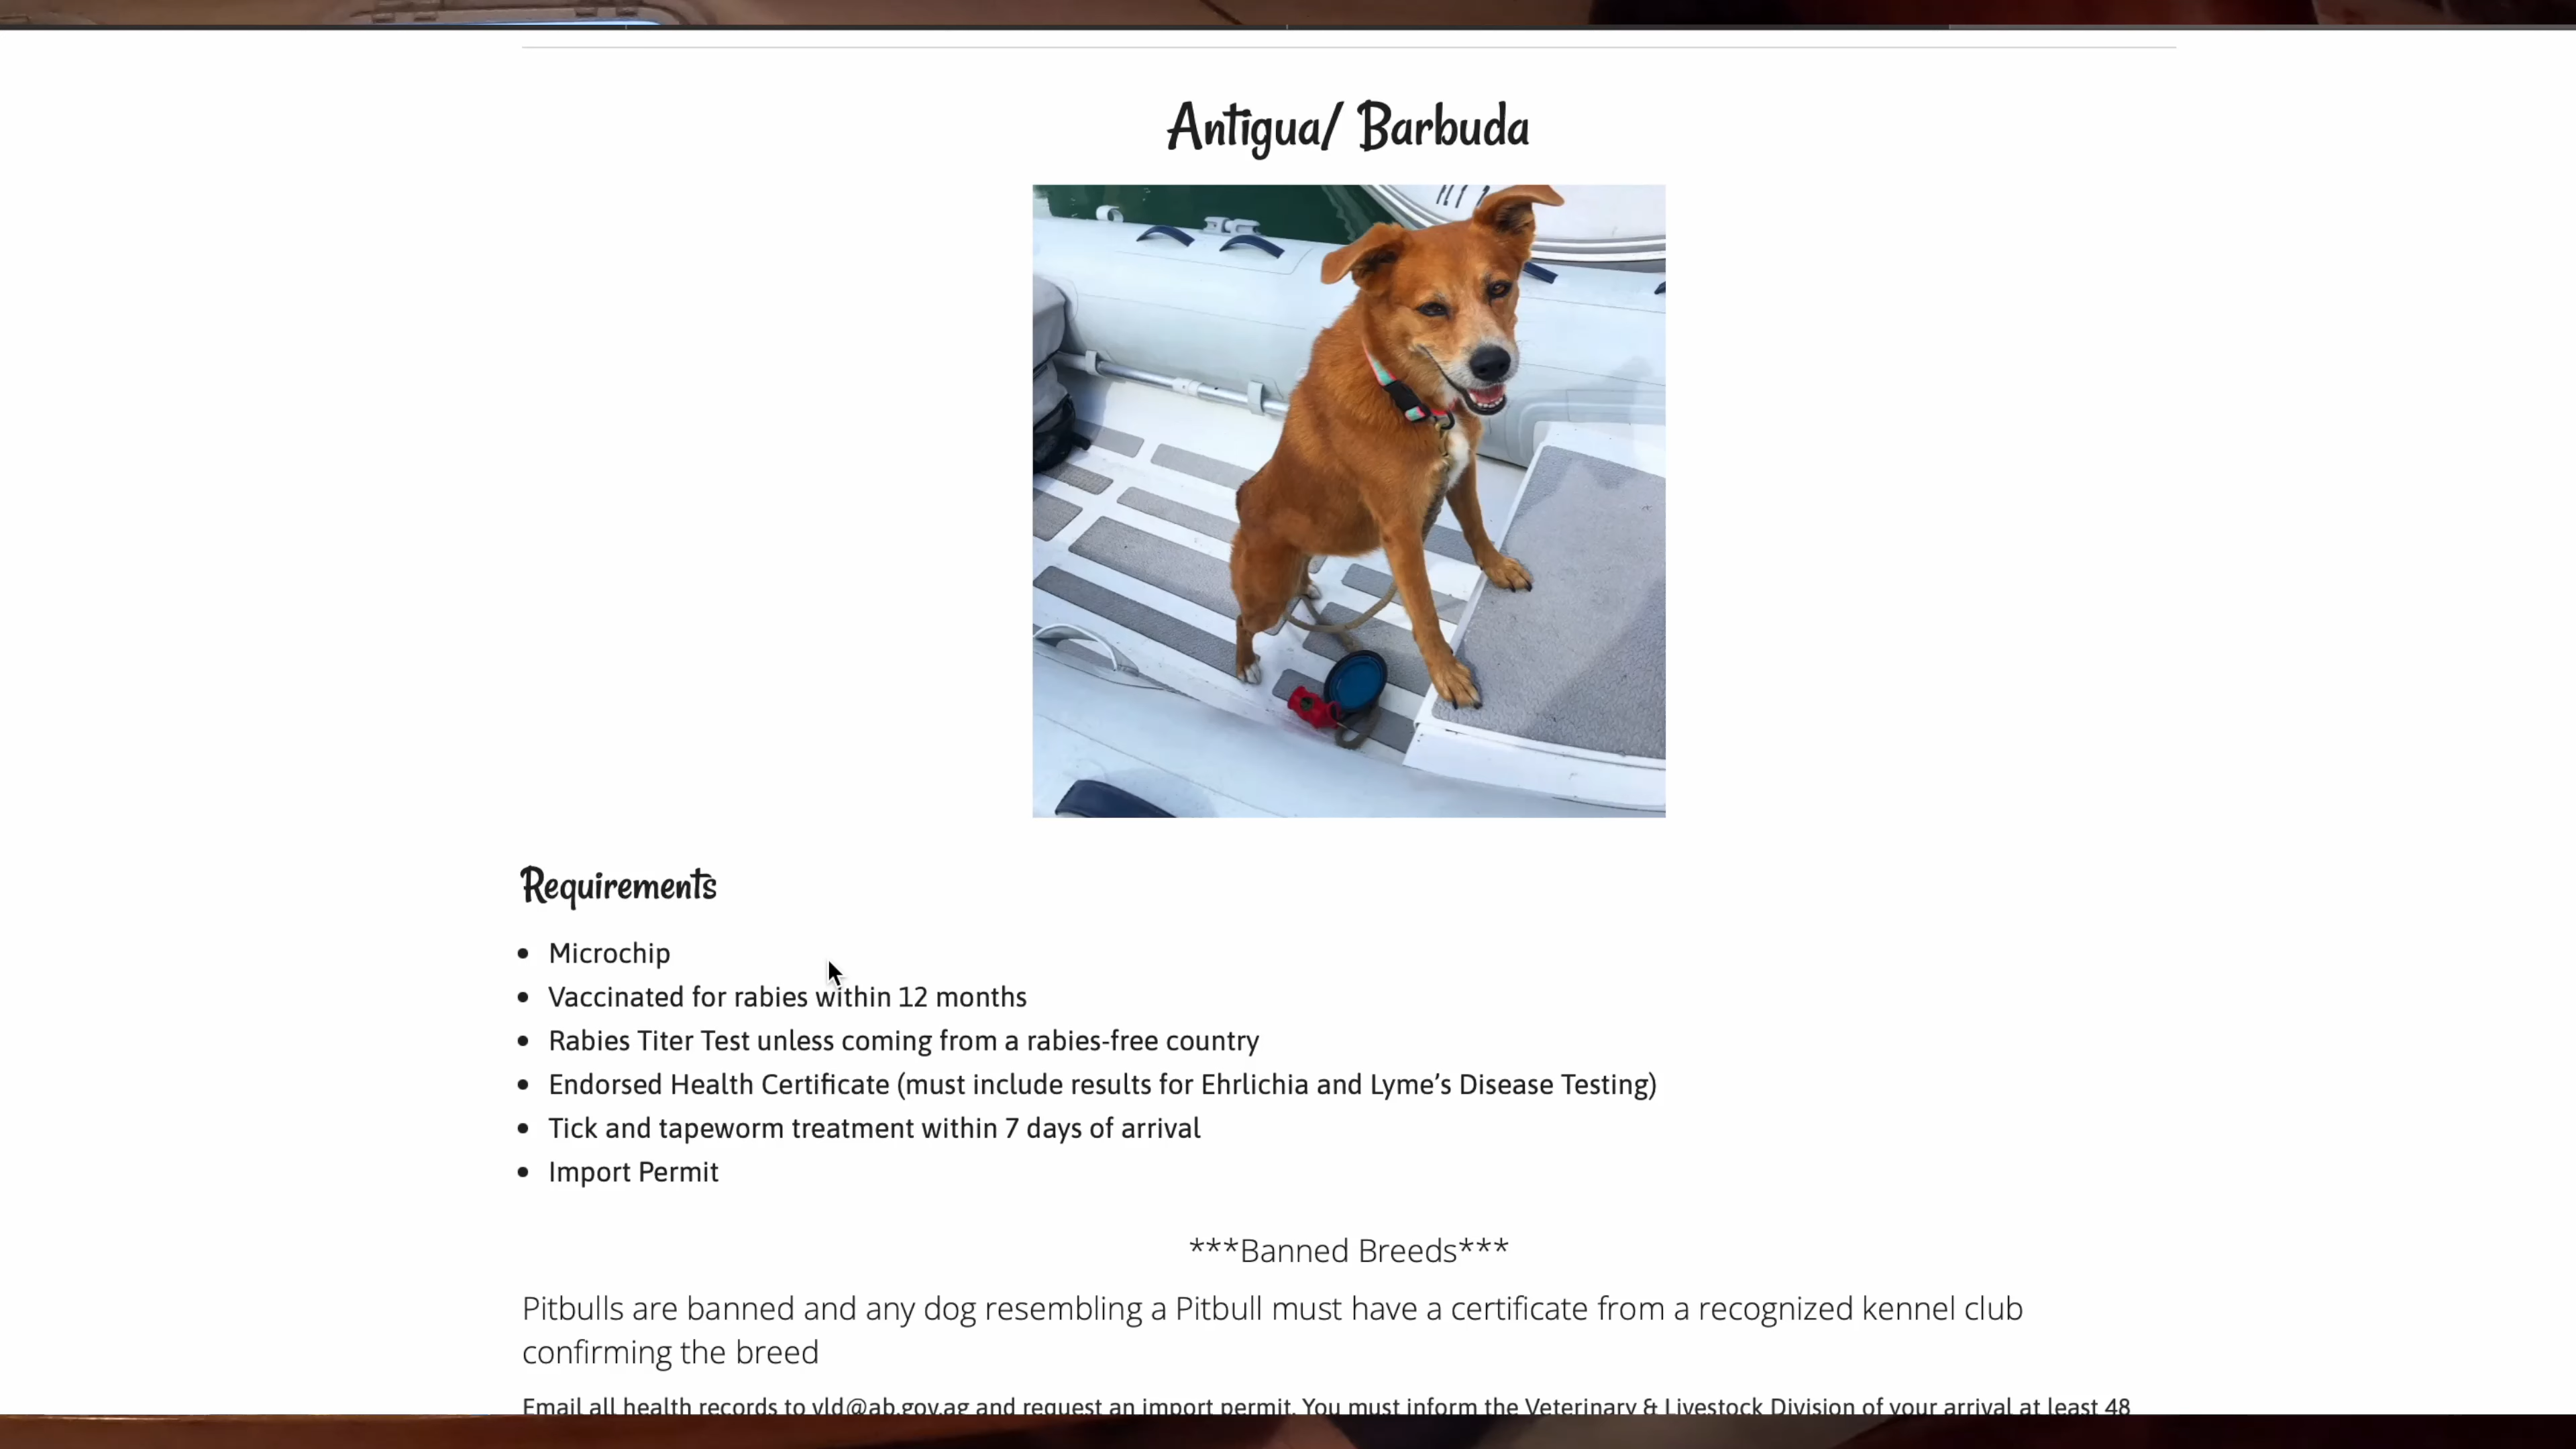 Antigua/ Barbuda
Requirements
• Microchip
• Vaccinated for rabies within 12 months
• Rabies Titer Test unless coming from a rabies-free country
• Endorsed Health Certificate (must include results for Ehrlichia and Lyme’s Disease Testing)
• Tick and tapeworm treatment within 7 days of arrival
• Import Permit
***Banned Breeds***
Pitbulls are banned and any dog resembling a Pitbull must have a certificate from a recognized kennel club
confirming the breed
Email all health records to vld@ab.gov.ag and request an import permit. You must inform the Veterinary & Livestock Division of your arrival at least 48